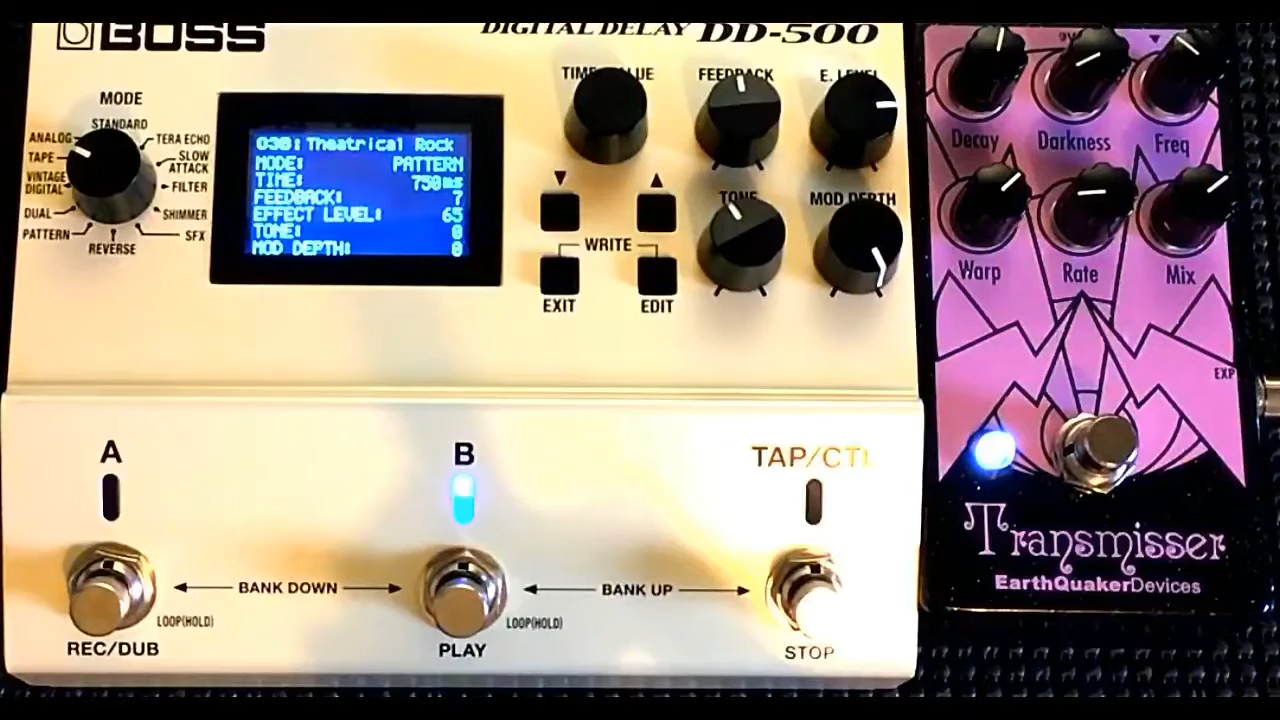 BOSS
DIGITAL DELAY DD-500
MODE
STANDARD
ANALOG
TAPE
VINTAGE
DIGITAL
DUAL
PATTERN
REVERSE
TERA ECHO
SLOW
ATTACK
FILTER
SHIMMER
SFX
038: Theatrical Rock
MODE: PATTERN
TIME: 750ms
FEEDBACK: 7
EFFECT LEVEL: 65
TONE: 0
MOD DEPTH: 0
FEEDBACK
E. LEVEL
TONE
MOD DEPTH
WRITE
EXIT
EDIT
A
B
TAP/CTL
BANK DOWN
BANK UP
LOOP(HOLD)
LOOP(HOLD)
REC/DUB
PLAY
STOP
Decay
Darkness
Freq
Warp
Rate
Mix
EXP
Transmisser
EarthQuakerDevices